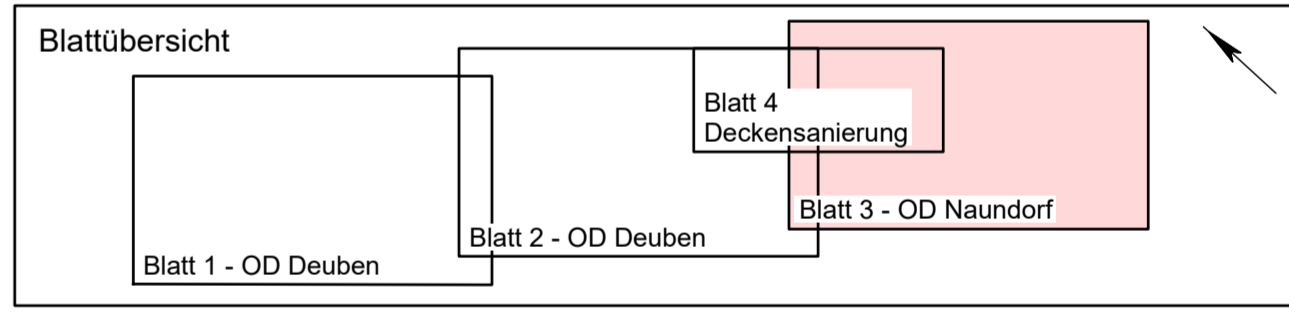 Blattübersicht
Blatt 4
Deckensanierung
Blatt 3 - OD Naundorf
Blatt 2 - OD Deuben
Blatt 1 - OD Deuben